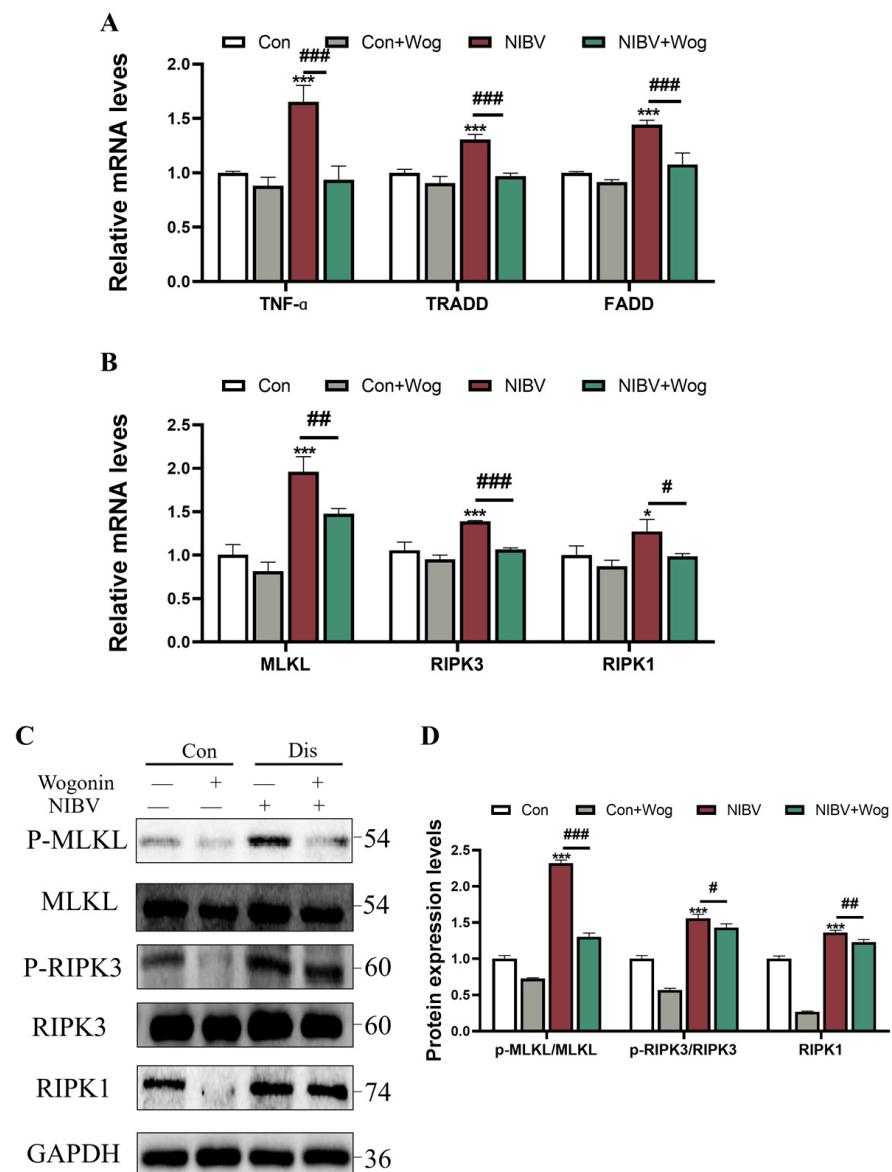 A
Con Con+Wog NIBV NIBV+Wog
Relative mRNA leves
2.0
1.5
1.0
0.5
0.0
*** ###
*** ###
*** ###
TNF-α TRADD FADD
B
Con Con+Wog NIBV NIBV+Wog
Relative mRNA leves
2.5
2.0
1.5
1.0
0.5
0.0
*** ##
*** ###
* #
MLKL RIPK3 RIPK1
C
Con Dis
Wogonin — + — +
NIBV — — + +
P-MLKL 54
MLKL 54
P-RIPK3 60
RIPK3 60
RIPK1 74
GAPDH 36
D
Con Con+Wog NIBV NIBV+Wog
Protein expression levels
2.5
2.0
1.5
1.0
0.5
0.0
*** ###
*** #
*** ##
p-MLKL/MLKL p-RIPK3/RIPK3 RIPK1